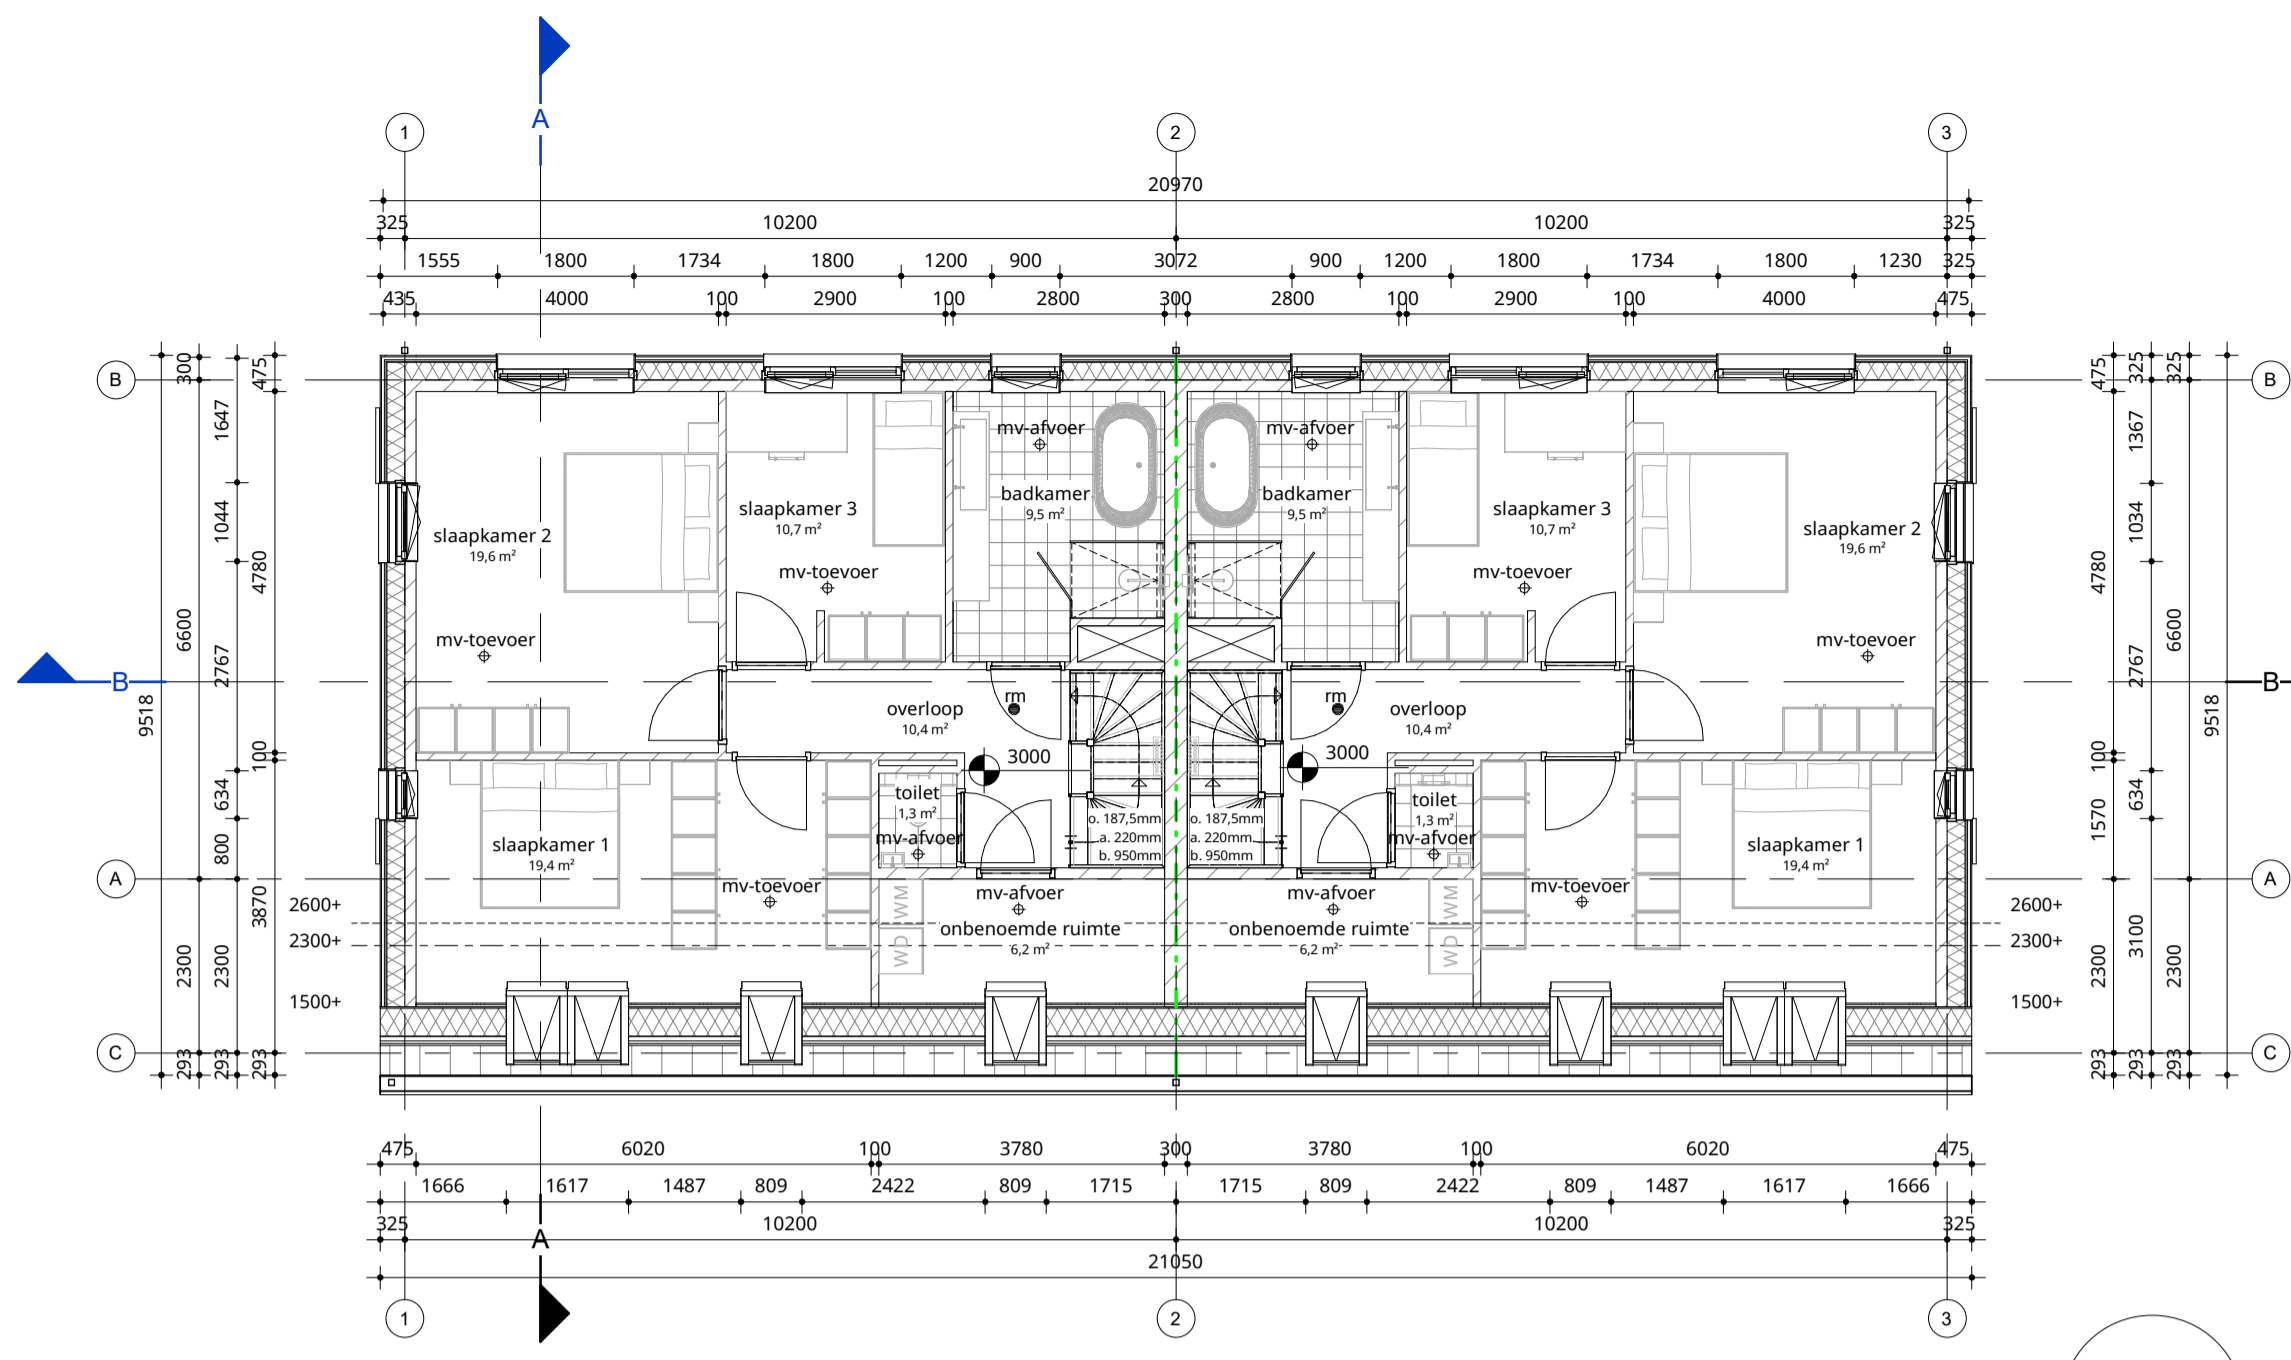 A
1 2 3
20970
325 10200 10200 325
1555 1800 1734 1800 1200 900 3072 900 1200 1800 1734 1800 1230 325
435 4000 100 2900 100 2800 300 2800 100 2900 100 4000 475
B 300 475 475 325 325 B
1647 1367
mv-afvoer mv-afvoer
badkamer badkamer
9,5 m² 9,5 m²
slaapkamer 3 slaapkamer 3
10,7 m² 10,7 m²
1044 1034
slaapkamer 2 slaapkamer 2
19,6 m² 19,6 m²
4780 4780
mv-toevoer mv-toevoer
6600 6600
mv-toevoer mv-toevoer
2767 2767
B B
rm rm
9518 9518
overloop overloop
10,4 m² 10,4 m²
100 100
3000 3000
634 634
toilet toilet
1,3 m² 1,3 m²
o. 187,5mm o. 187,5mm
a. 220mm a. 220mm
b. 950mm b. 950mm
mv-afvoer mv-afvoer
800 1570
slaapkamer 1 slaapkamer 1
19,4 m² 19,4 m²
A A
mv-toevoer mv-afvoer mv-afvoer mv-toevoer
WM WM
3870 3100
2600+ 2600+
onbenoemde ruimte onbenoemde ruimte
6,2 m² 6,2 m²
2300+ 2300+
WD WD
2300 2300 2300 2300
1500+ 1500+
C C
293 293 293 293 293 293
475 6020 100 3780 300 3780 100 6020 475
1666 1617 1487 809 2422 809 1715 1715 809 2422 809 1487 1617 1666
325 10200 10200 325
A
21050
1 2 3